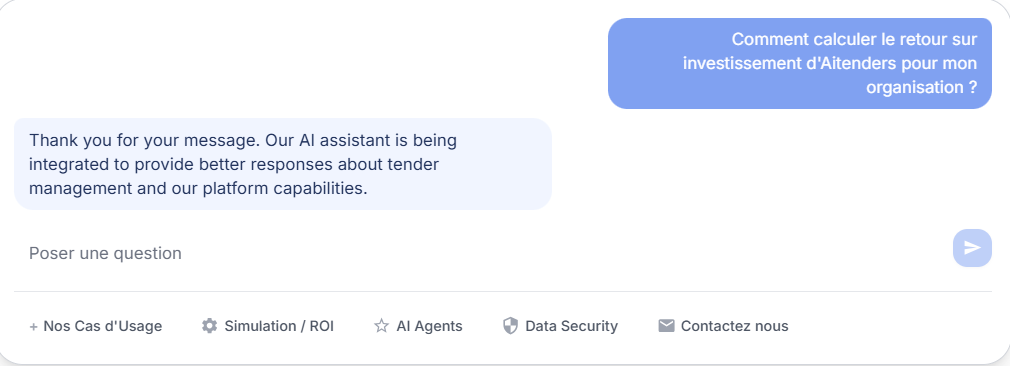 Comment calculer le retour sur
investissement d'Aitenders pour mon
organisation ?
Thank you for your message. Our AI assistant is being
integrated to provide better responses about tender
management and our platform capabilities.
Poser une question
+ Nos Cas d'Usage
Simulation / ROI
AI Agents
Data Security
Contactez nous